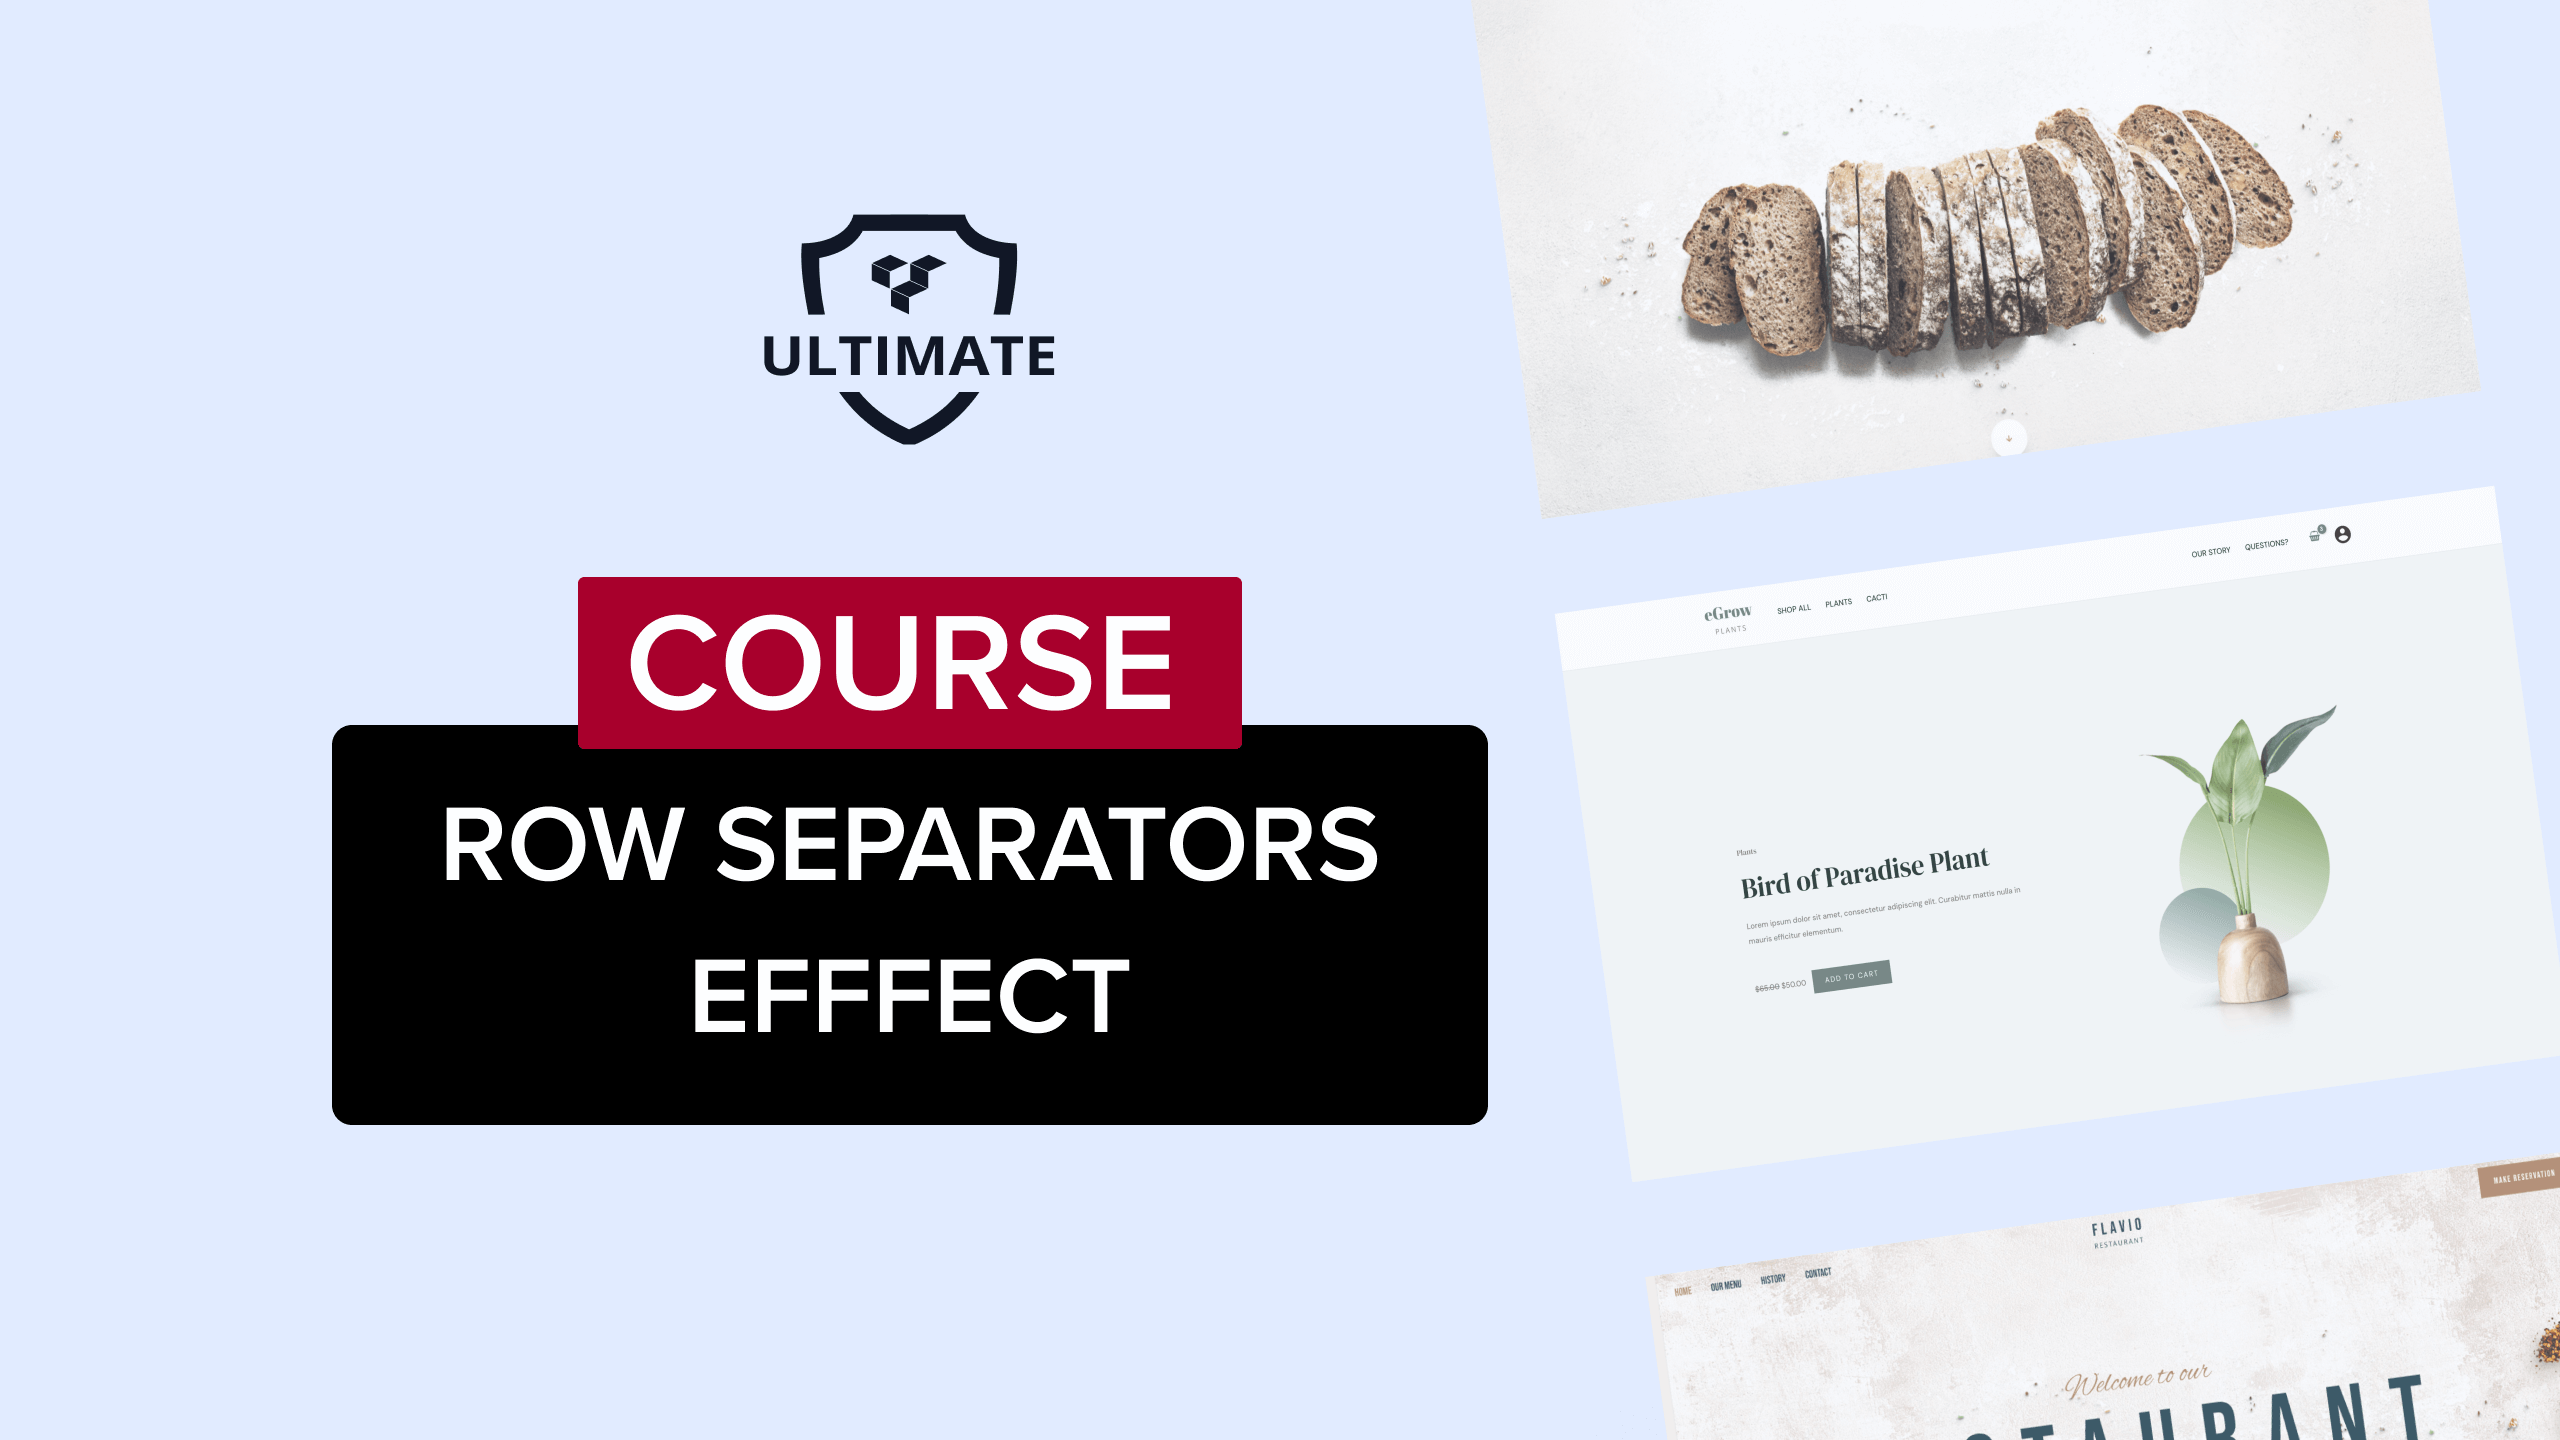 ULTIMATE
COURSE
ROW SEPARATORS
EFFFECT
eGrow
PLANTS
SHOP ALL PLANTS CACTI
OUR STORY QUESTIONS?
Plants
Bird of Paradise Plant
Lorem ipsum dolor sit amet, consectetur adipiscing elit. Curabitur mattis nulla in
mauris efficitur elementum.
$65.00 $50.00 ADD TO CART
MAKE RESERVATION
FLAVIO
RESTAURANT
HOME OUR MENU HISTORY CONTACT
Welcome to our
STAURANT